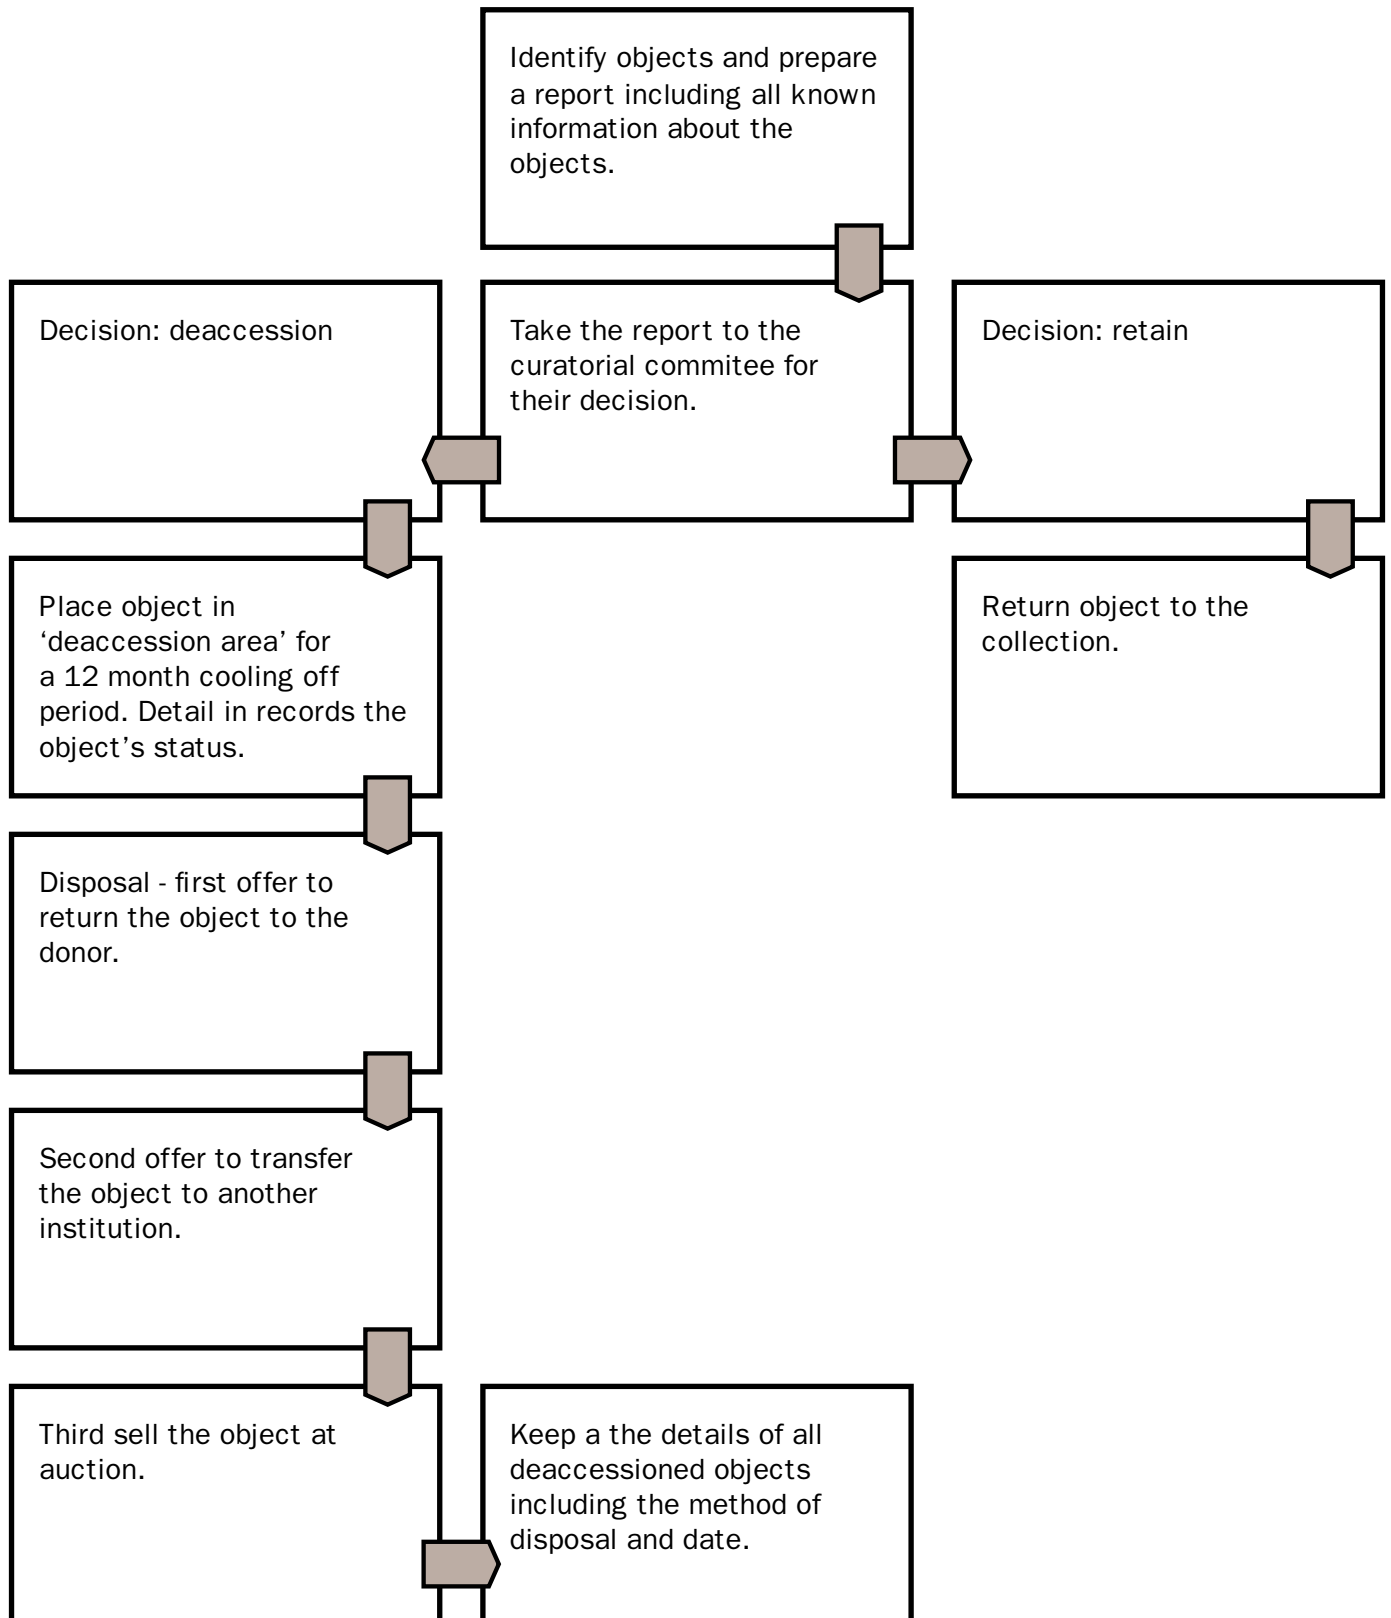 Identify objects and prepare
a report including all known
information about the
objects.
Decision: deaccession
Take the report to the
curatorial commitee for
their decision.
Decision: retain
Place object in
‘deaccession area’ for
a 12 month cooling off
period. Detail in records the
object’s status.
Return object to the
collection.
Disposal - first offer to
return the object to the
donor.
Second offer to transfer
the object to another
institution.
Third sell the object at
auction.
Keep a the details of all
deaccessioned objects
including the method of
disposal and date.